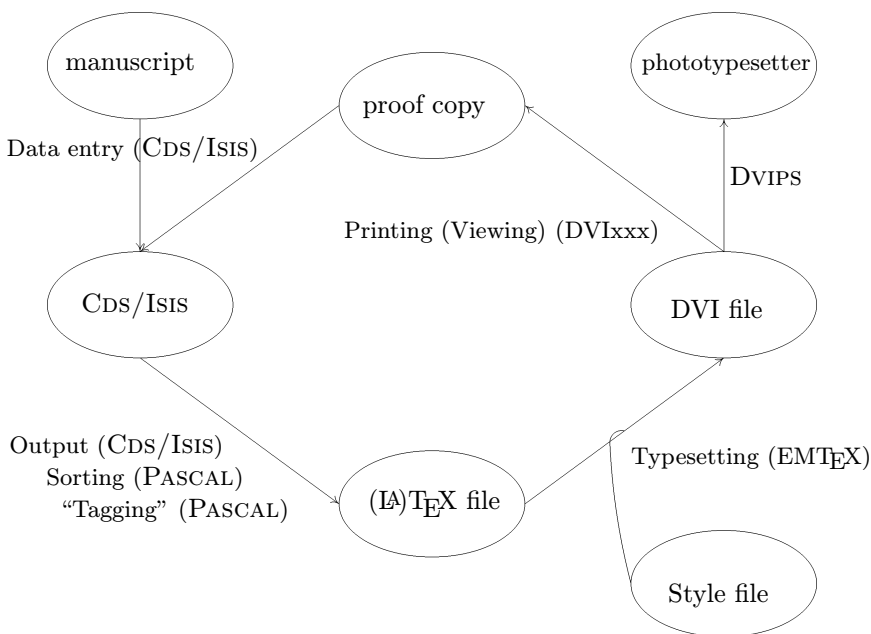 manuscript
phototypesetter
proof copy
Data entry (CDS/ISIS)
DVIPS
Printing (Viewing) (DVIxxx)
CDS/ISIS
DVI file
Output (CDS/ISIS)
Sorting (PASCAL)
“Tagging” (PASCAL)
Typesetting (EMTEX)
(LA)TEX file
Style file